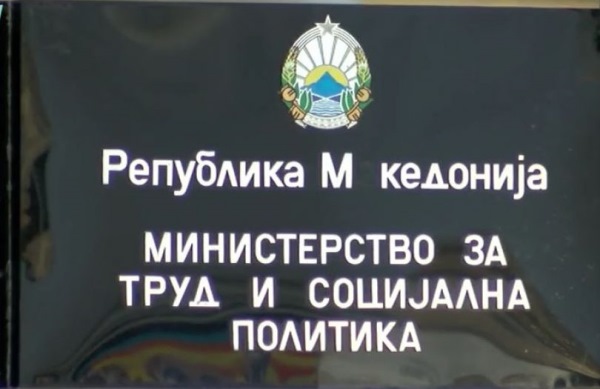 Република М кедонија
МИНИСТЕРСТВО ЗА
ТРУД И СОЦИЈАЛНА
ПОЛИТИКА